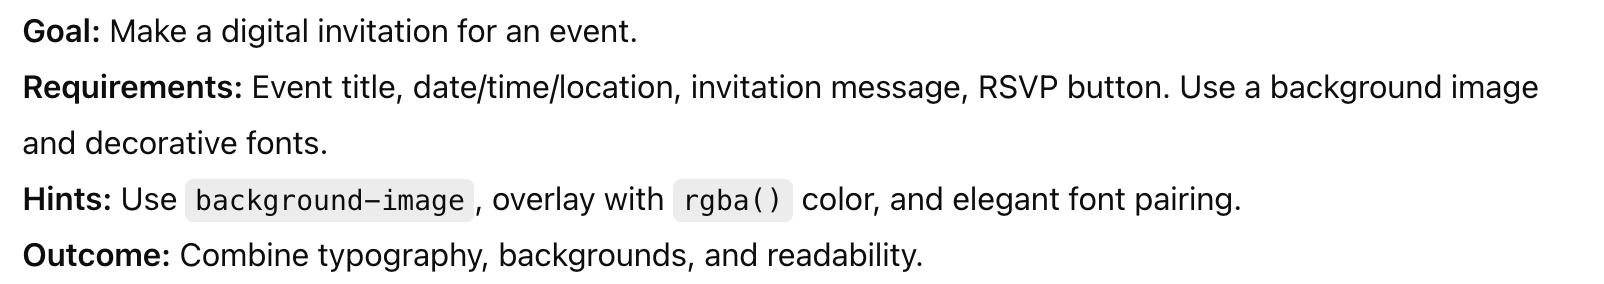 Goal: Make a digital invitation for an event.
Requirements: Event title, date/time/location, invitation message, RSVP button. Use a background image
and decorative fonts.
Hints: Use background-image, overlay with rgba() color, and elegant font pairing.
Outcome: Combine typography, backgrounds, and readability.